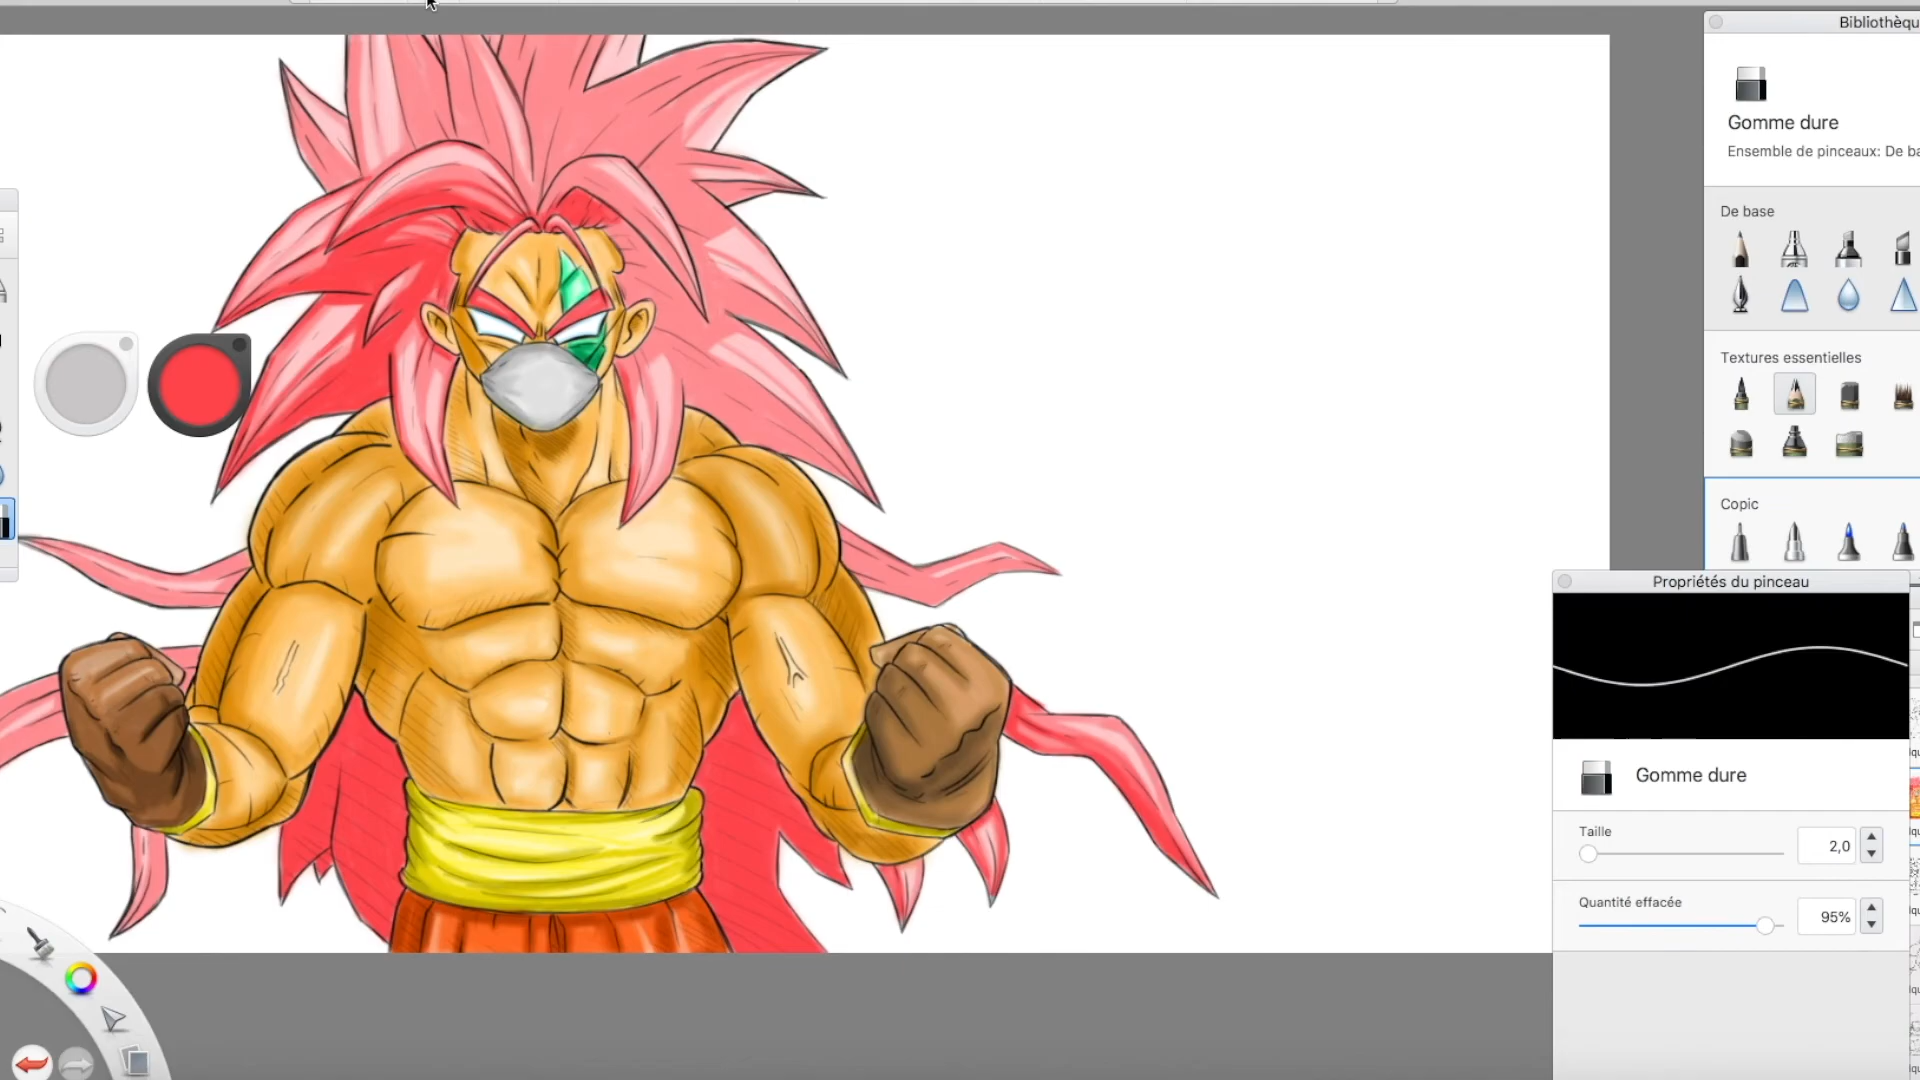 Bibliothèqu
Gomme dure
Ensemble de pinceaux: De ba
De base
Textures essentielles
Copic
Propriétés du pinceau
Gomme dure
Taille
2,0
Quantité effacée
95%